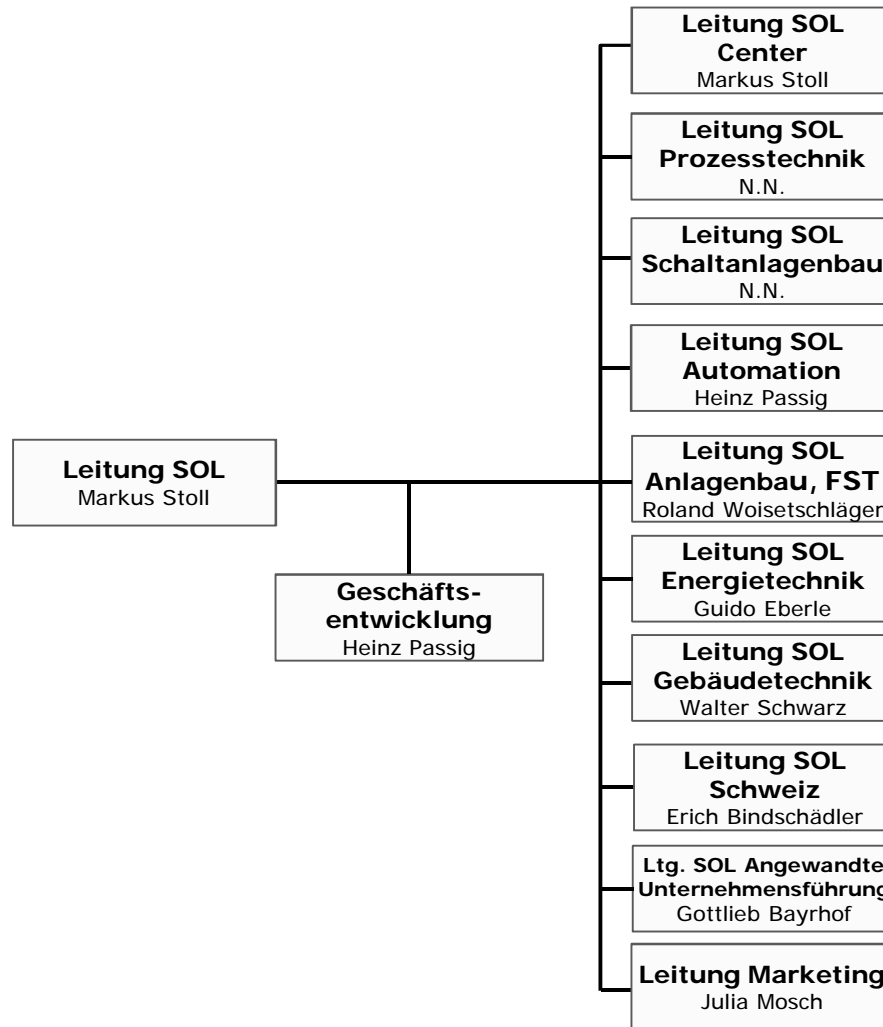 Leitung SOL
Center
Markus Stoll
Leitung SOL
Prozesstechnik
N.N.
Leitung SOL
Schaltanlagenbau
N.N.
Leitung SOL
Automation
Heinz Passig
Leitung SOL
Markus Stoll
Leitung SOL
Anlagenbau, FST
Roland Woisetschläger
Geschäfts-
entwicklung
Heinz Passig
Leitung SOL
Energietechnik
Guido Eberle
Leitung SOL
Gebäudetechnik
Walter Schwarz
Leitung SOL
Schweiz
Erich Bindschädler
Ltg. SOL Angewandte
Unternehmensführung
Gottlieb Bayrhof
Leitung Marketing
Julia Mosch